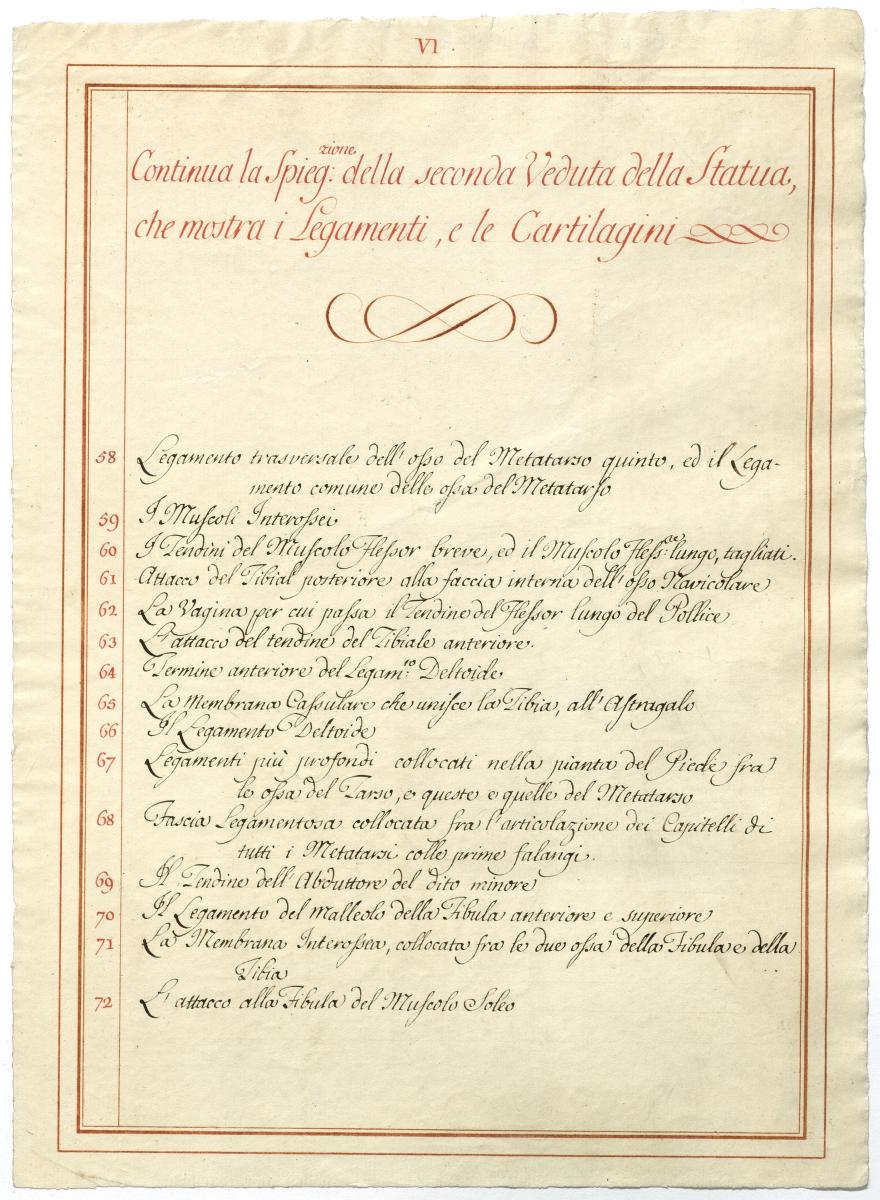 VI.
Continua la Spieg:zione della seconda Veduta della Statua,
che mostra i Legamenti, e le Cartilagini
58 Legamento trasversale dell'osso del Metatarso quinto, ed il Lega-
mento comune delle ossa del Metatarso
59 I Muscoli Interossei
60 I Tendini del Muscolo Flessor breve, ed il Muscolo Fless:re lungo, tagliati.
61 Attacco del Tibial posteriore alla faccia interna dell'osso Navicolare
62 La Vagina per cui passa il Tendine del Flessor lungo del Pollice
63 L'attacco del tendine del Tibiale anteriore.
64 Termine anteriore del Legam:to Deltoide
65 La Membrana Cassulare che unisce la Tibia, all'Astragalo
66 Il Legamento Deltoide
67 Legamenti più profondi collocati nella pianta del Piede fra
le ossa del Tarso, e queste e quelle del Metatarso
68 Fascia Legamentosa collocata fra l'articolazione dei Capitelli di
tutti i Metatarsi colle prime falangi.
69 Il Tendine dell'Abduttore del dito minore
70 Il Legamento del Malleolo della Fibula anteriore e superiore
71 La Membrana Interossea, collocata fra le due ossa della Fibula e della
Tibia
72 L'attacco alla Fibula del Muscolo Soleo